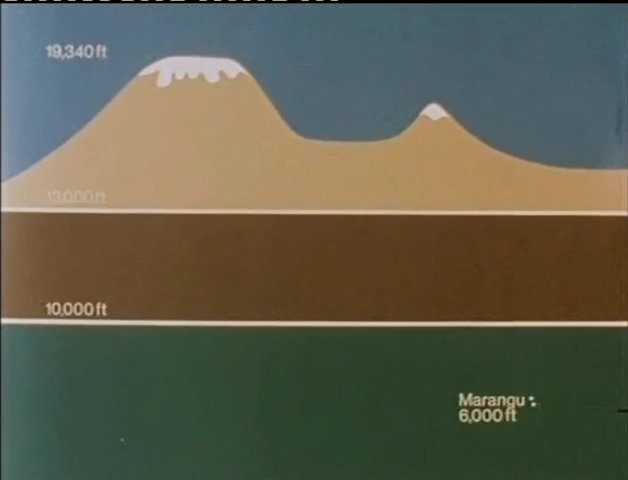 19,340 ft
13,000 ft
10,000 ft
Marangu
6,000 ft